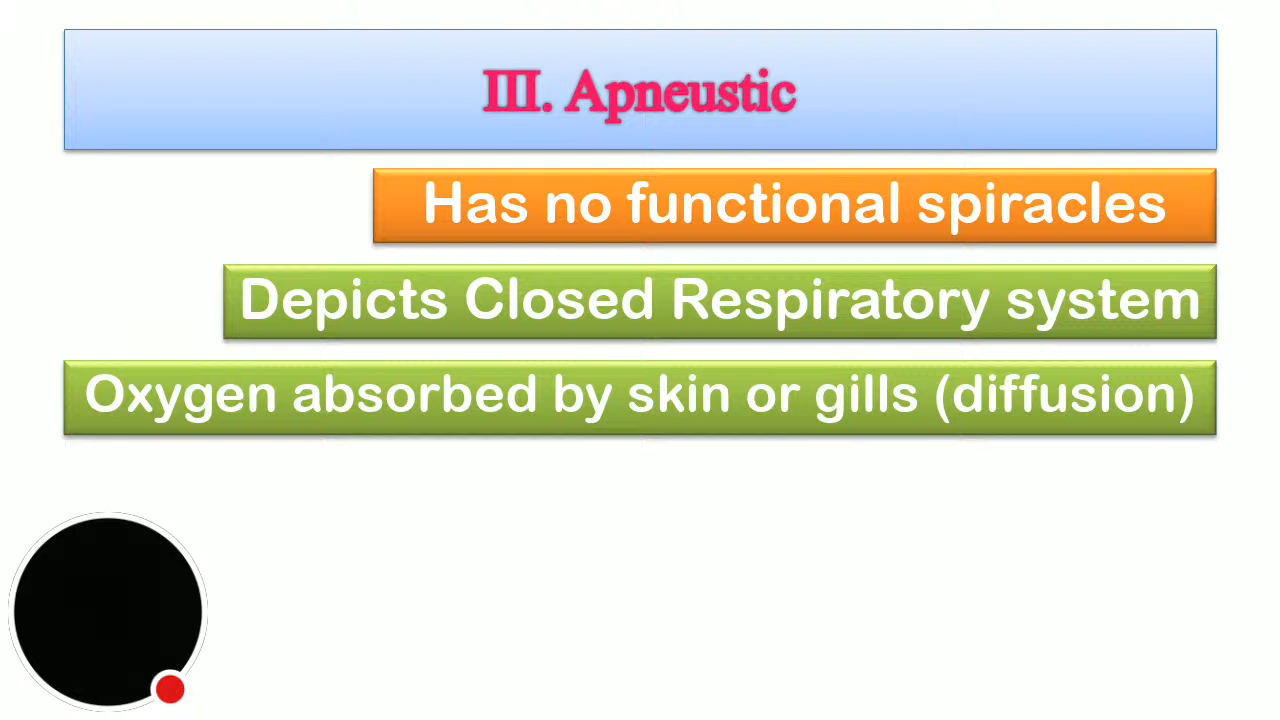 III. Apneustic
Has no functional spiracles
Depicts Closed Respiratory system
Oxygen absorbed by skin or gills (diffusion)